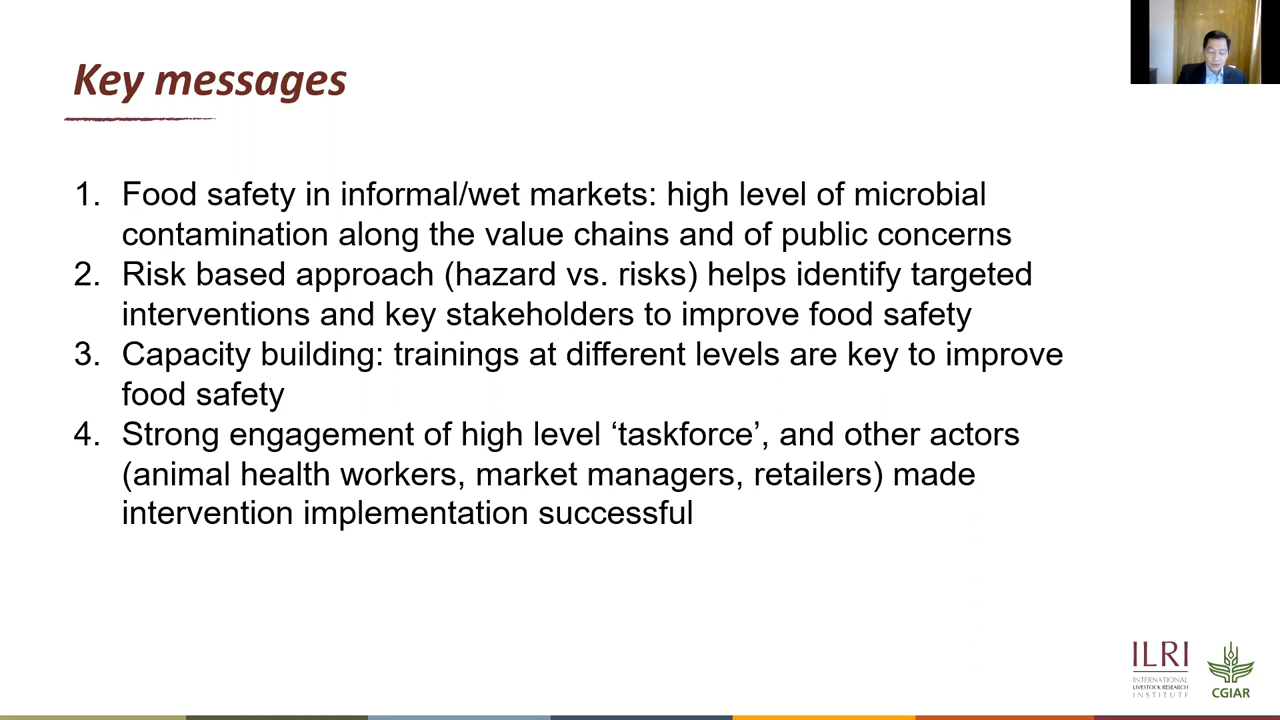 Key messages
1. Food safety in informal/wet markets: high level of microbial
contamination along the value chains and of public concerns
2. Risk based approach (hazard vs. risks) helps identify targeted
interventions and key stakeholders to improve food safety
3. Capacity building: trainings at different levels are key to improve
food safety
4. Strong engagement of high level ‘taskforce’, and other actors
(animal health workers, market managers, retailers) made
intervention implementation successful
ILRI
INTERNATIONAL
LIVESTOCK RESEARCH
INSTITUTE
CGIAR